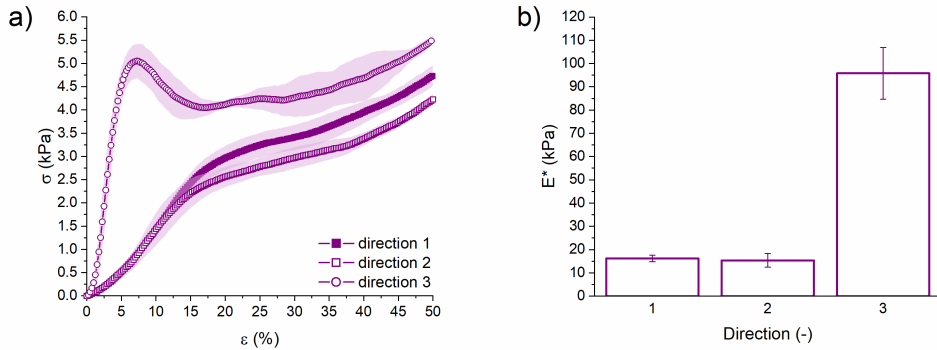 a)
6.0
5.5
5.0
4.5
4.0
3.5
3.0
2.5
2.0
1.5
1.0
0.5
0.0
σ (kPa)
0 5 10 15 20 25 30 35 40 45 50
ε (%)
direction 1
direction 2
direction 3
b)
120
110
100
90
80
70
60
50
40
30
20
10
0
E* (kPa)
1 2 3
Direction (-)